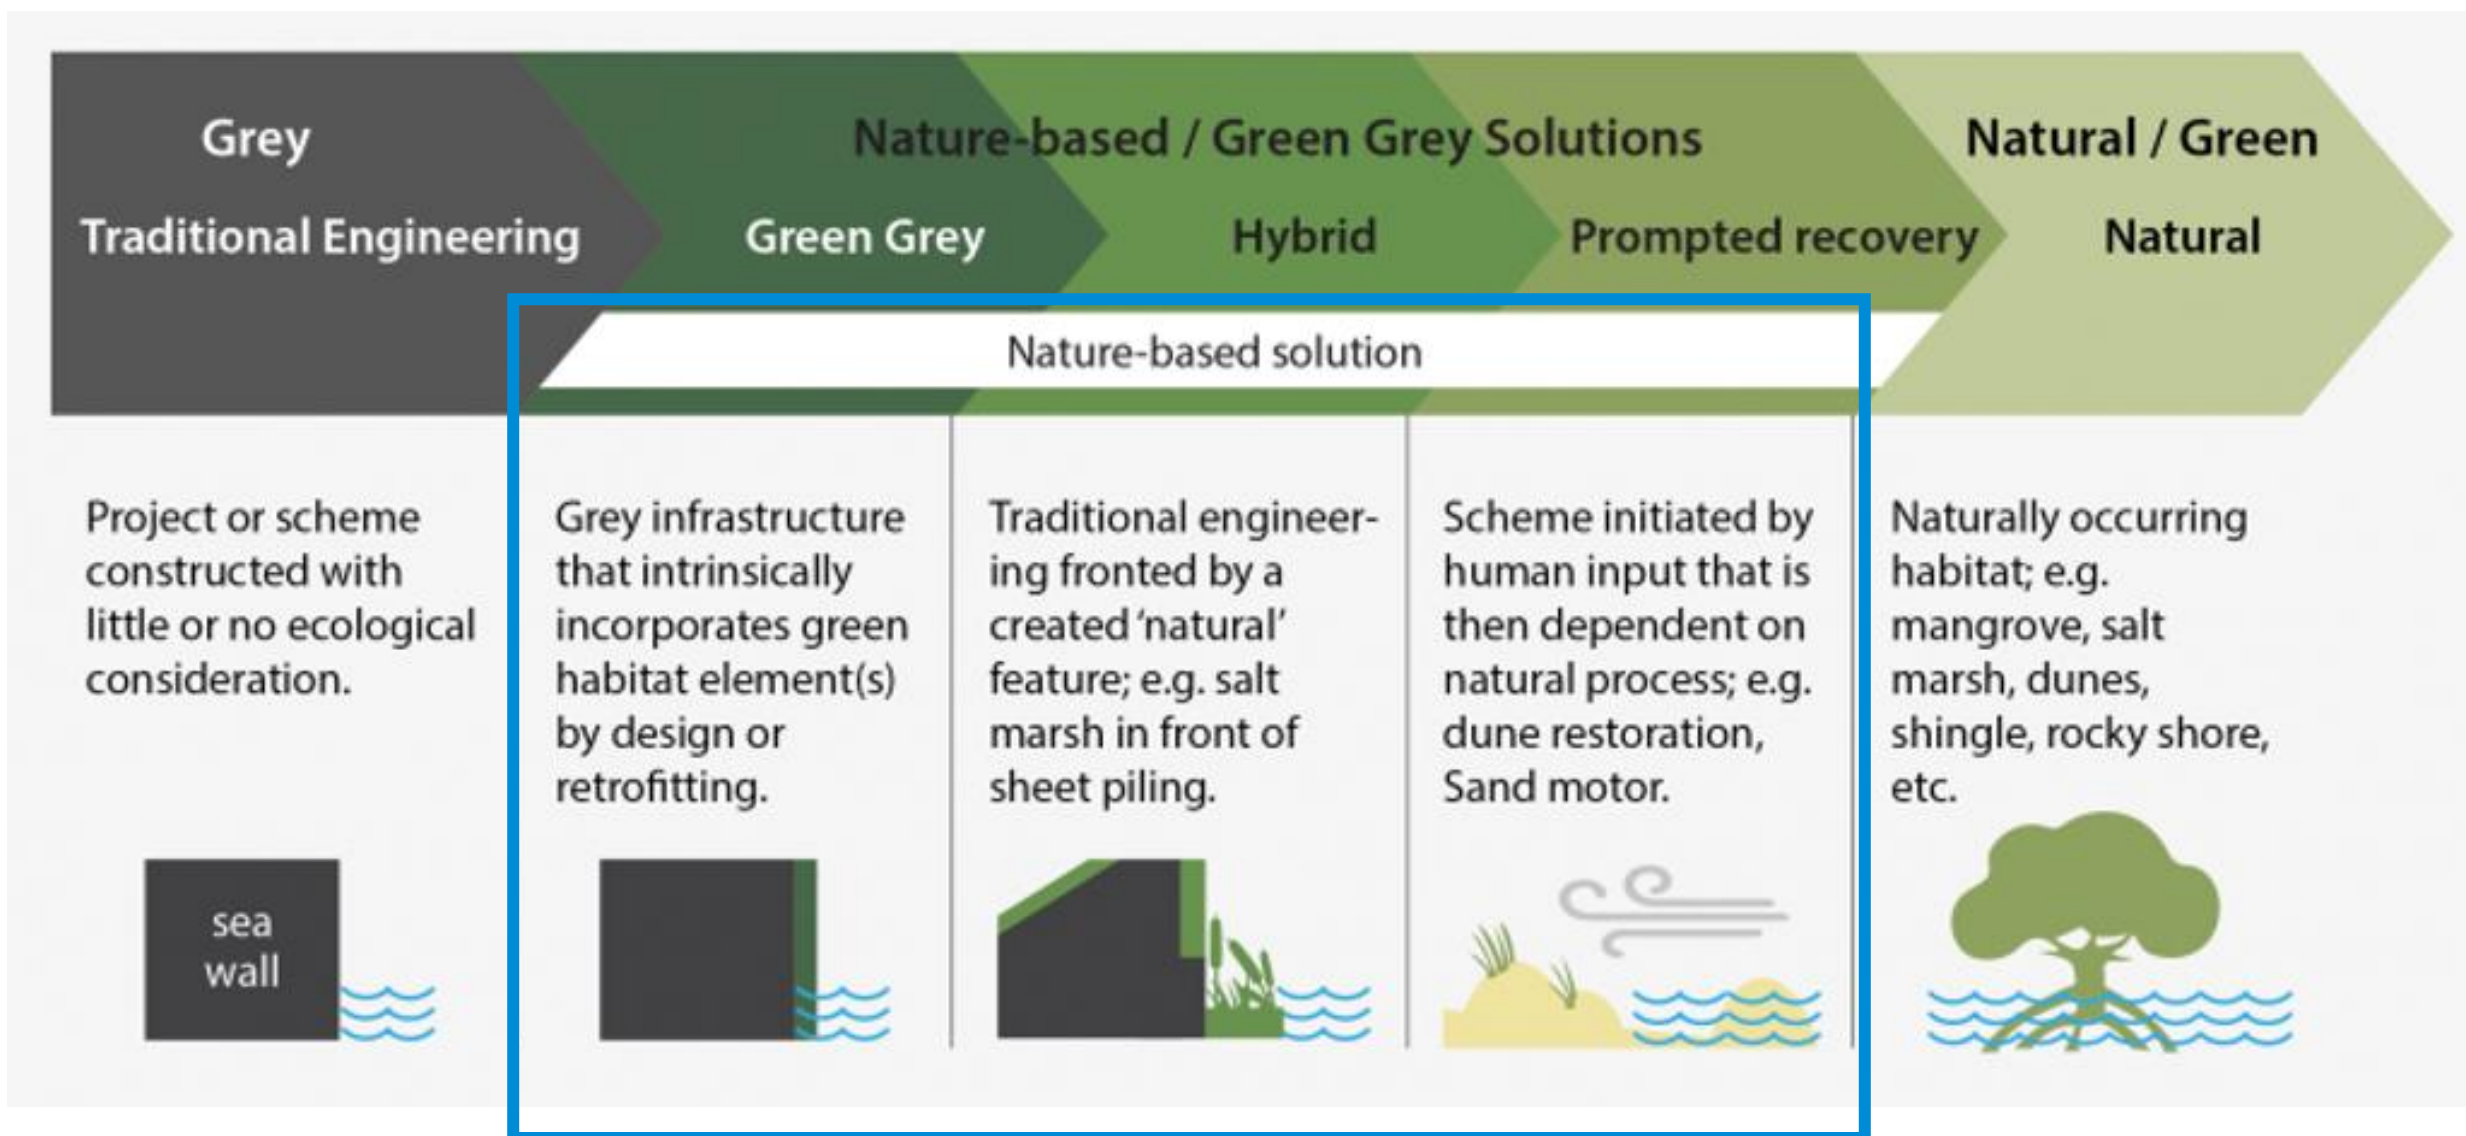 Grey
Nature-based / Green Grey Solutions
Natural / Green
Traditional Engineering
Green Grey
Hybrid
Prompted recovery
Natural
Nature-based solution
Project or scheme
constructed with
little or no ecological
consideration.
Grey infrastructure
that intrinsically
incorporates green
habitat element(s)
by design or
retrofitting.
Traditional engineer-
ing fronted by a
created ‘natural’
feature; e.g. salt
marsh in front of
sheet piling.
Scheme initiated by
human input that is
then dependent on
natural process; e.g.
dune restoration,
Sand motor.
Naturally occurring
habitat; e.g.
mangrove, salt
marsh, dunes,
shingle, rocky shore,
etc.
sea
wall